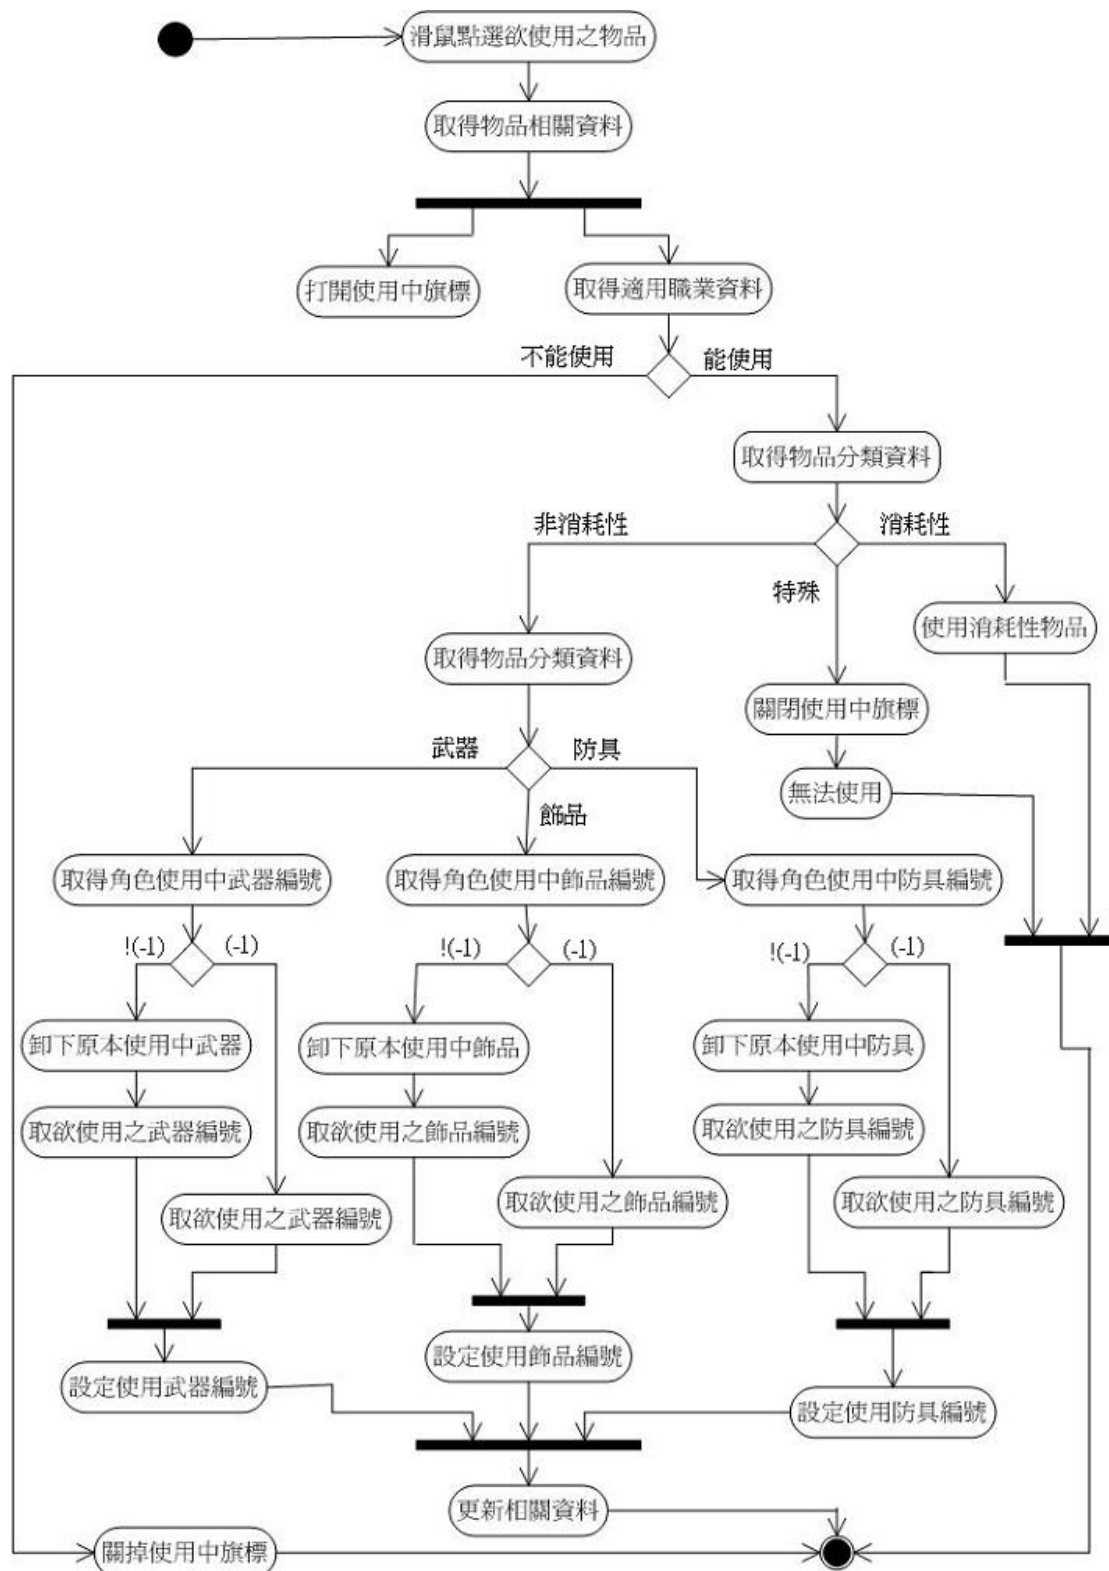 滑鼠點選欲使用之物品
取得物品相關資料
打開使用中旗標
取得適用職業資料
不能使用
能使用
取得物品分類資料
非消耗性
消耗性
特殊
使用消耗性物品
取得物品分類資料
關閉使用中旗標
武器
防具
無法使用
飾品
取得角色使用中武器編號
取得角色使用中飾品編號
取得角色使用中防具編號
!(-1)
(-1)
!(-1)
(-1)
!(-1)
(-1)
卸下原本使用中武器
卸下原本使用中飾品
卸下原本使用中防具
取欲使用之武器編號
取欲使用之飾品編號
取欲使用之防具編號
取欲使用之武器編號
取欲使用之飾品編號
取欲使用之防具編號
設定使用飾品編號
設定使用武器編號
設定使用防具編號
更新相關資料
關掉使用中旗標